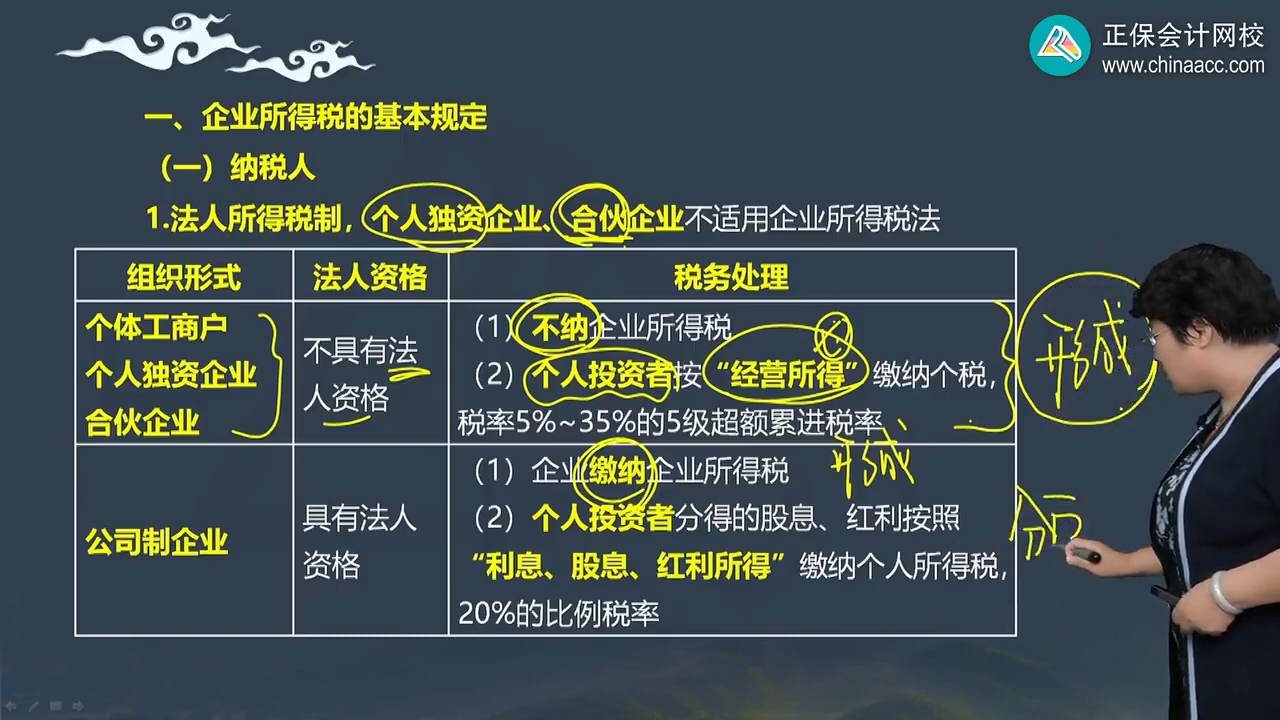 正保会计网校
www.chinaacc.com
一、企业所得税的基本规定
（一）纳税人
1.法人所得税制，个人独资企业、合伙企业不适用企业所得税法
组织形式 法人资格 税务处理
个体工商户
个人独资企业
合伙企业
不具有法
人资格
（1）不纳企业所得税
（2）个人投资者按“经营所得”缴纳个税，
税率5%~35%的5级超额累进税率
形成
公司制企业
具有法人
资格
（1）企业缴纳企业所得税
（2）个人投资者分得的股息、红利按照
“利息、股息、红利所得”缴纳个人所得税，
20%的比例税率
形成